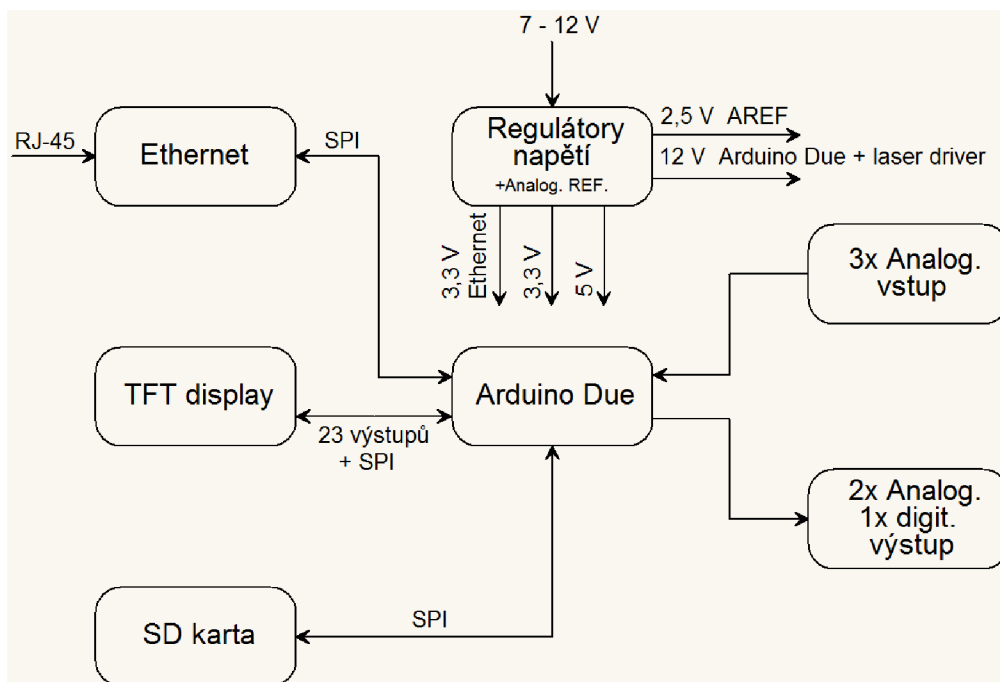 7 - 12 V
RJ-45
Ethernet
SPI
Regulátory
napětí
+Analog. REF.
2,5 V AREF
12 V Arduino Due + laser driver
3,3 V
Ethernet
3,3 V
5 V
3x Analog.
vstup
TFT display
23 výstupů
+ SPI
Arduino Due
2x Analog.
1x digit.
výstup
SD karta
SPI